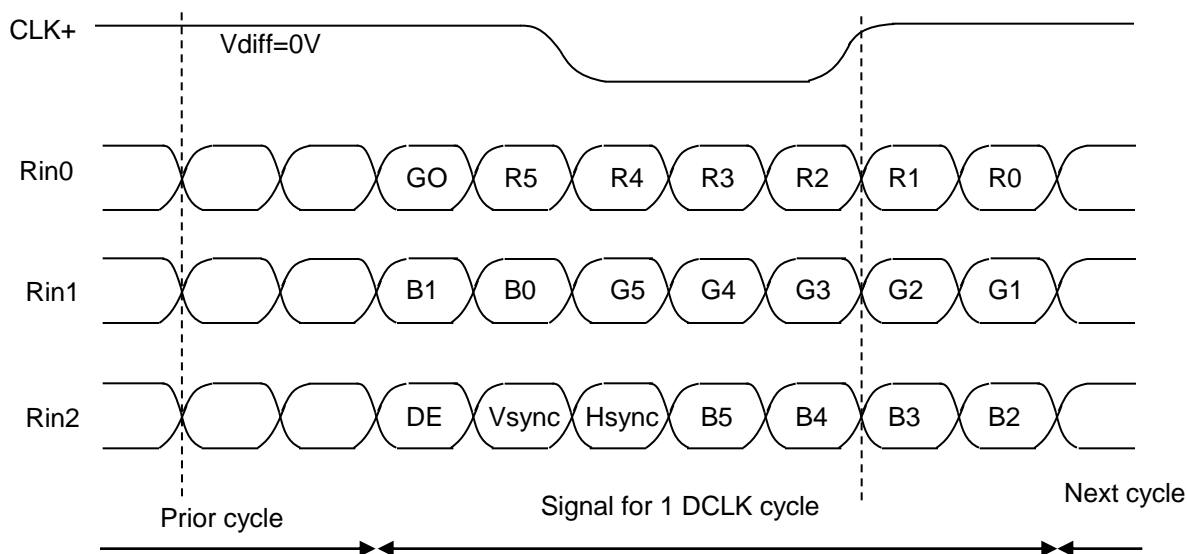 CLK+
Vdiff=0V
Rin0 GO R5 R4 R3 R2 R1 R0
Rin1 B1 B0 G5 G4 G3 G2 G1
Rin2 DE Vsync Hsync B5 B4 B3 B2
Prior cycle Signal for 1 DCLK cycle Next cycle